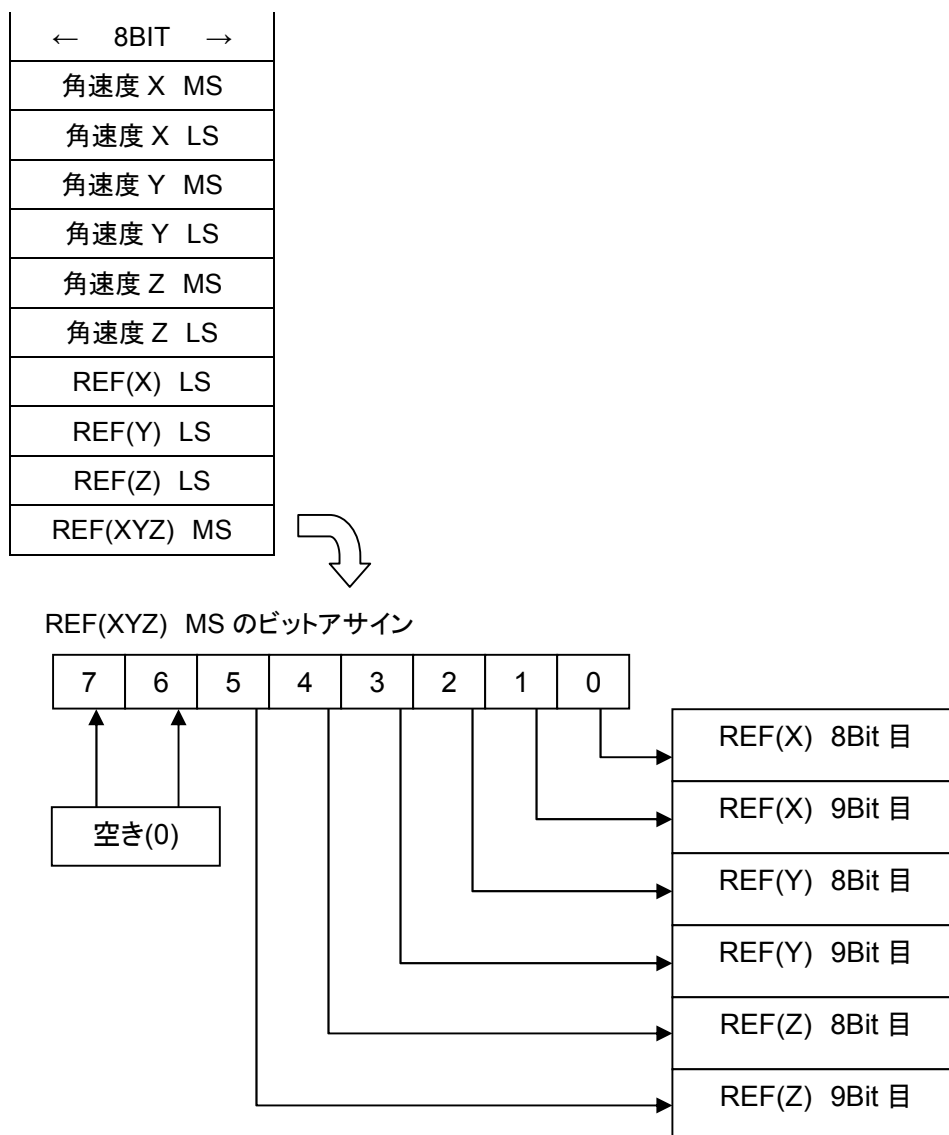 ← 8BIT →
角速度 X MS
角速度 X LS
角速度 Y MS
角速度 Y LS
角速度 Z MS
角速度 Z LS
REF(X) LS
REF(Y) LS
REF(Z) LS
REF(XYZ) MS
REF(XYZ) MS のビットアサイン
7 6 5 4 3 2 1 0
空き(0)
REF(X) 8Bit 目
REF(X) 9Bit 目
REF(Y) 8Bit 目
REF(Y) 9Bit 目
REF(Z) 8Bit 目
REF(Z) 9Bit 目